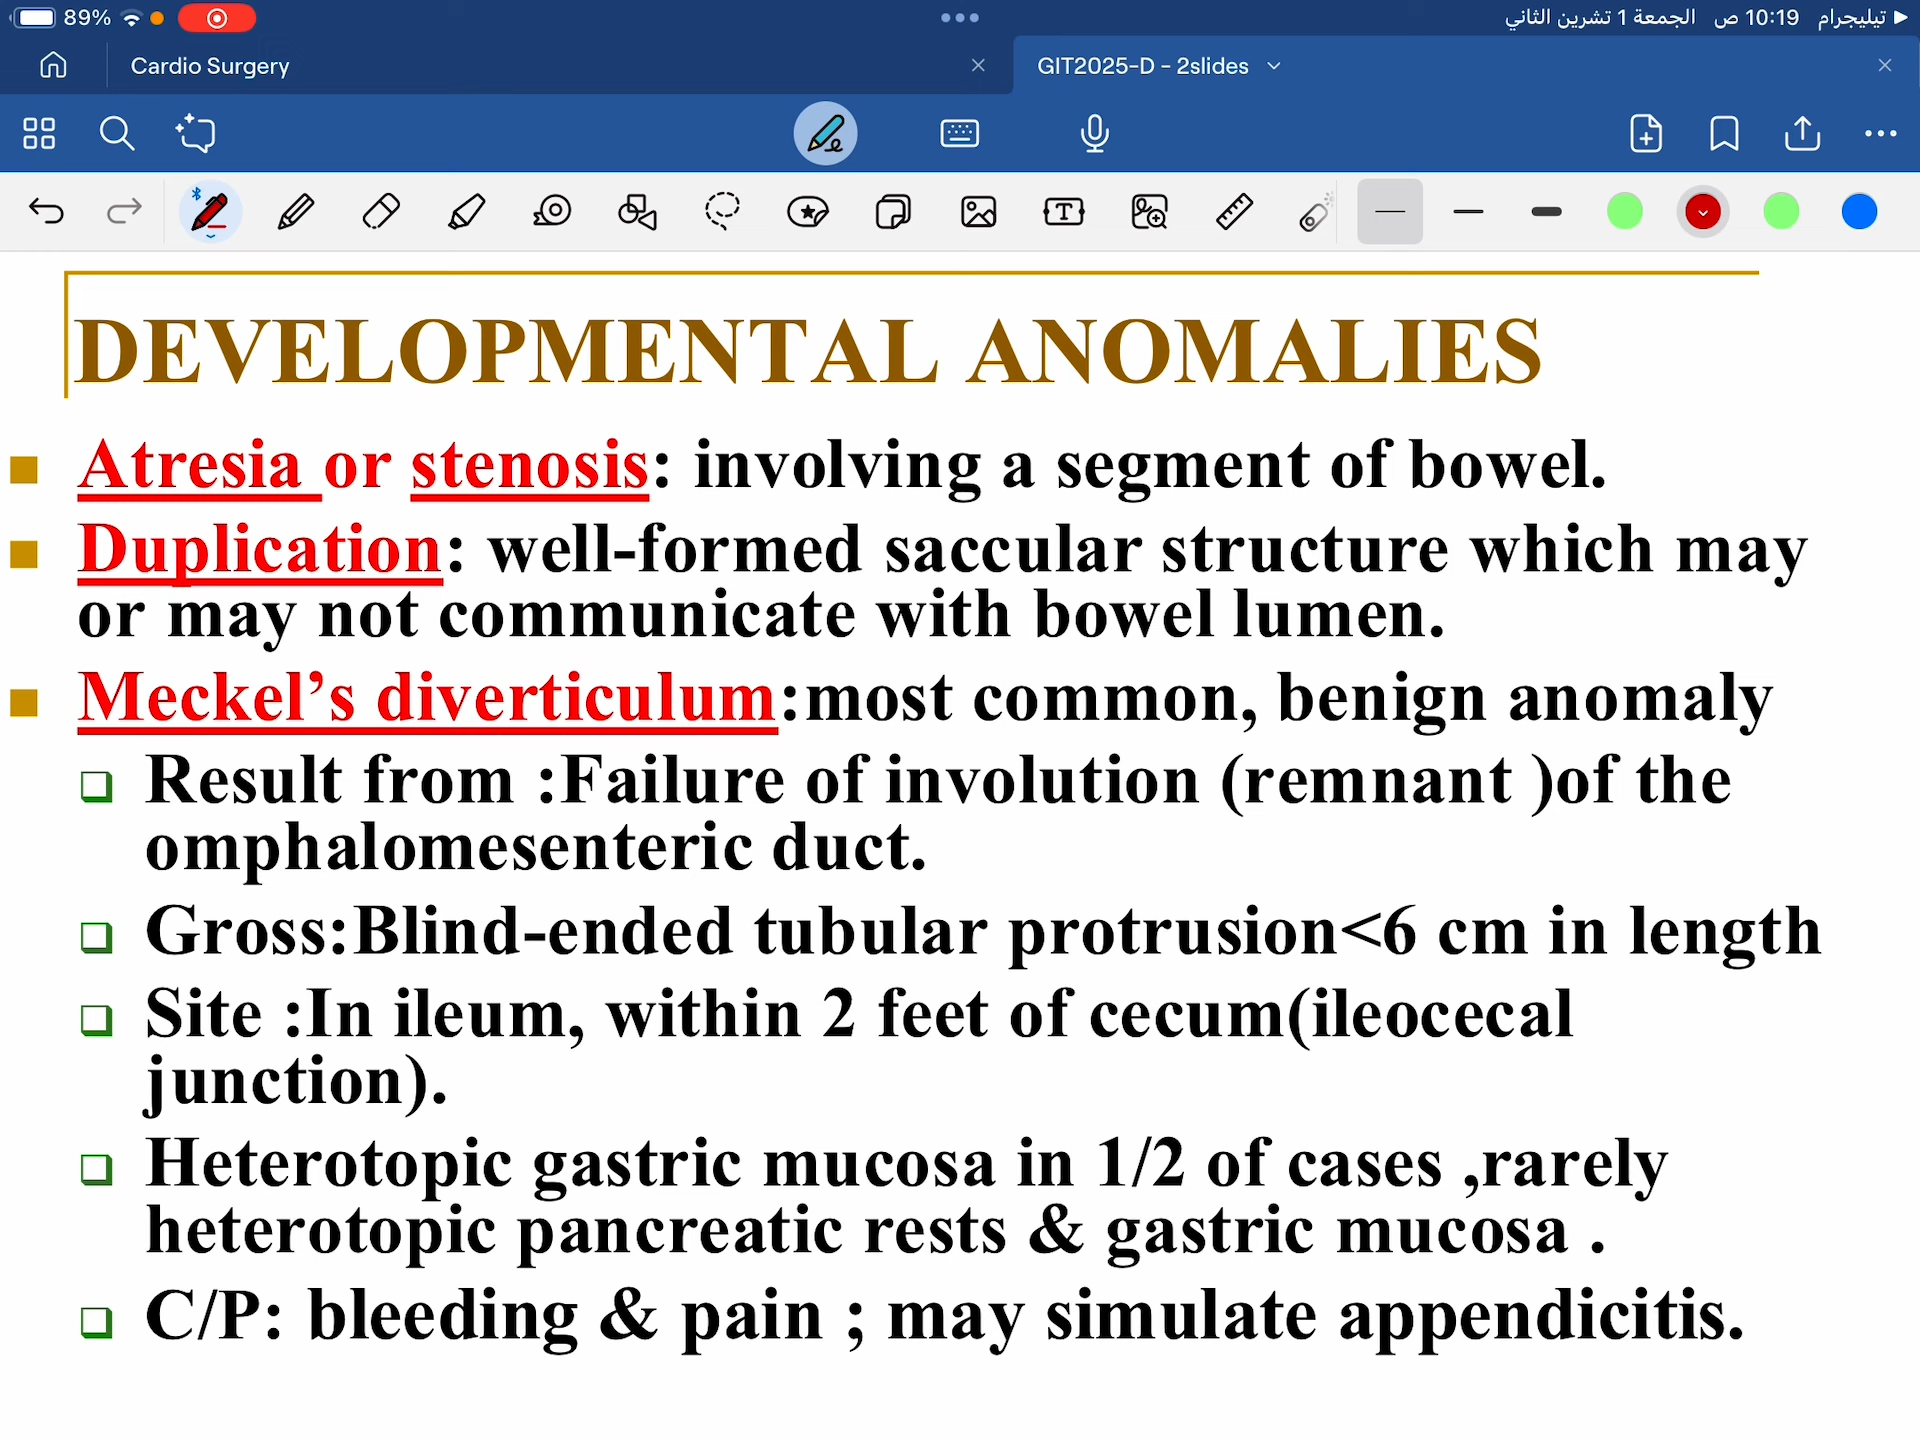 89%
تيليجرام 10:19 ص الجمعة 1 تشرين الثاني
Cardio Surgery
GIT2025-D - 2slides
DEVELOPMENTAL ANOMALIES
Atresia or stenosis: involving a segment of bowel.
Duplication: well-formed saccular structure which may
or may not communicate with bowel lumen.
Meckel’s diverticulum:most common, benign anomaly
Result from :Failure of involution (remnant )of the
omphalomesenteric duct.
Gross:Blind-ended tubular protrusion<6 cm in length
Site :In ileum, within 2 feet of cecum(ileocecal
junction).
Heterotopic gastric mucosa in 1/2 of cases ,rarely
heterotopic pancreatic rests & gastric mucosa .
C/P: bleeding & pain ; may simulate appendicitis.